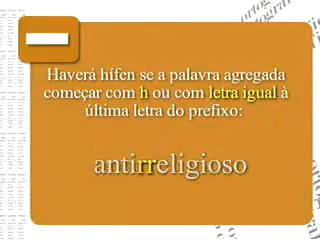 Haverá hífen se a palavra agregada
começar com h ou com letra igual à
última letra do prefixo:
antirreligioso